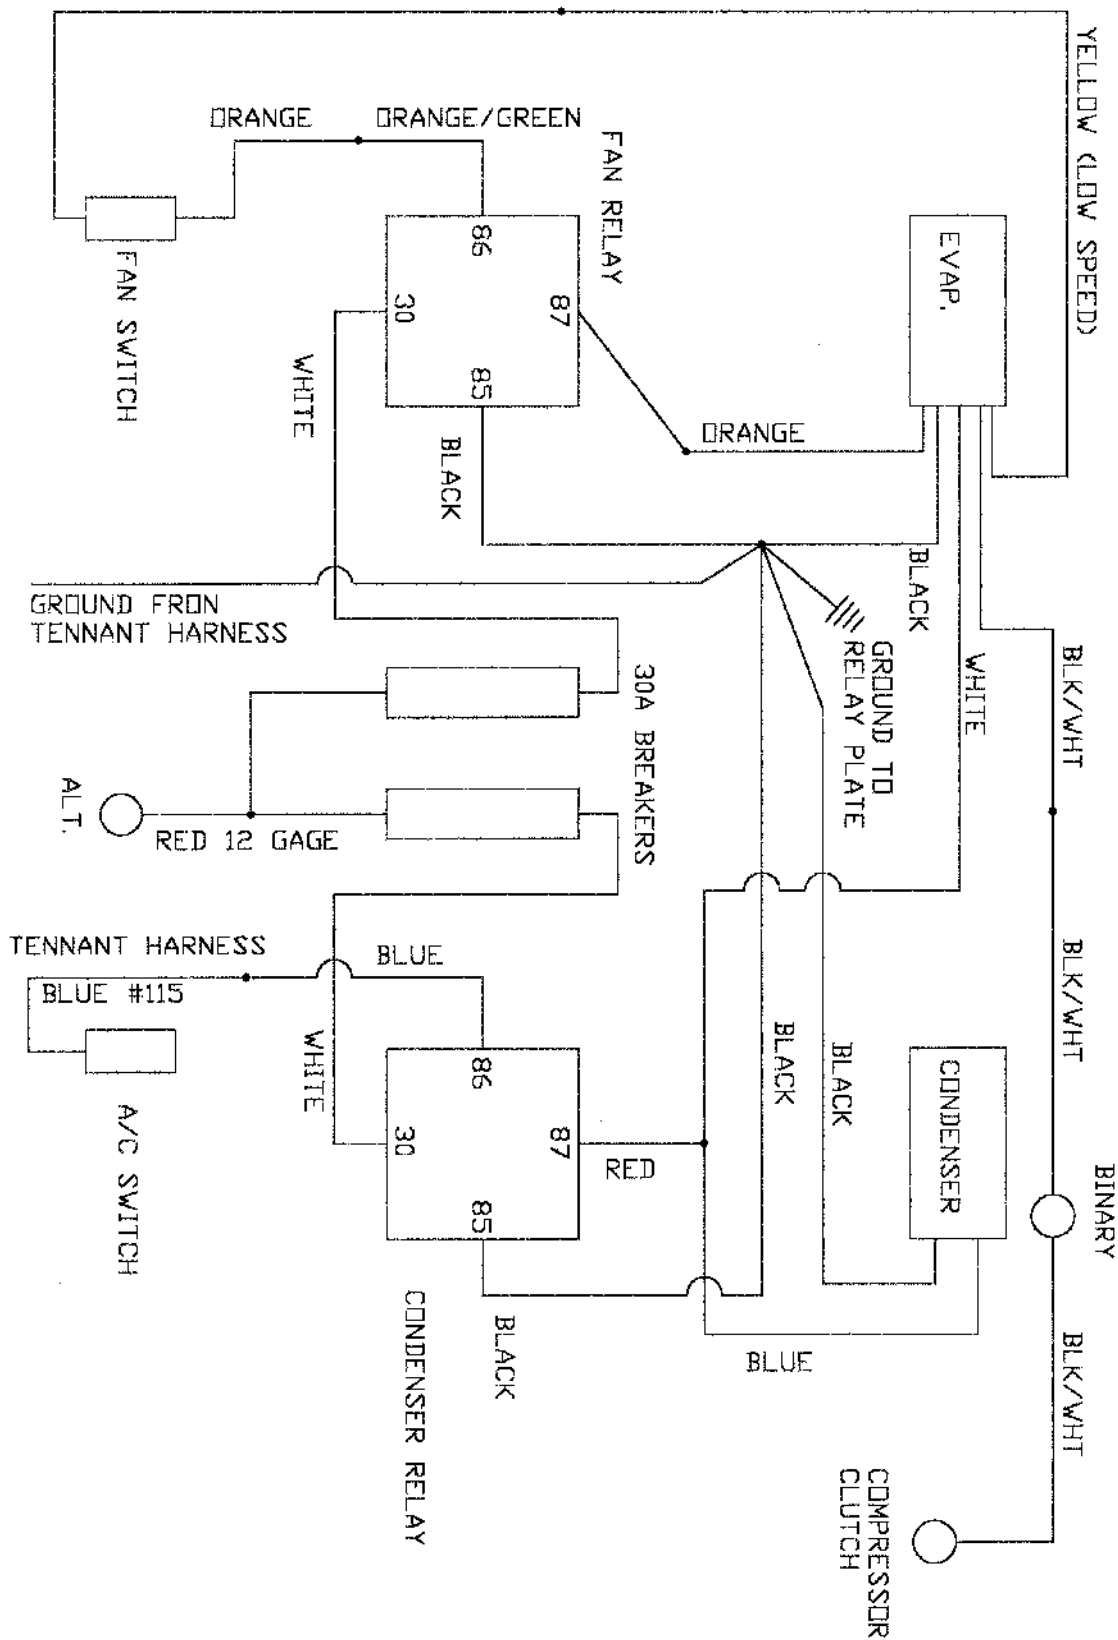 YELLOW (LOW SPEED)
ORANGE
ORANGE/GREEN
FAN RELAY
86
30
87
85
EVAP.
FAN SWITCH
WHITE
BLACK
ORANGE
BLACK
GROUND FRON
TENNANT HARNESS
GROUND TO
RELAY PLATE
WHITE
BLK/WHT
30A BREAKERS
ALT.
RED 12 GAGE
TENNANT HARNESS
BLUE
BLUE #115
A/C SWITCH
WHITE
86
30
87
85
RED
BLACK
BLACK
CONDENSER
BLK/WHT
BINARY
CONDENSER RELAY
BLACK
BLUE
BLK/WHT
COMPRESSOR
CLUTCH